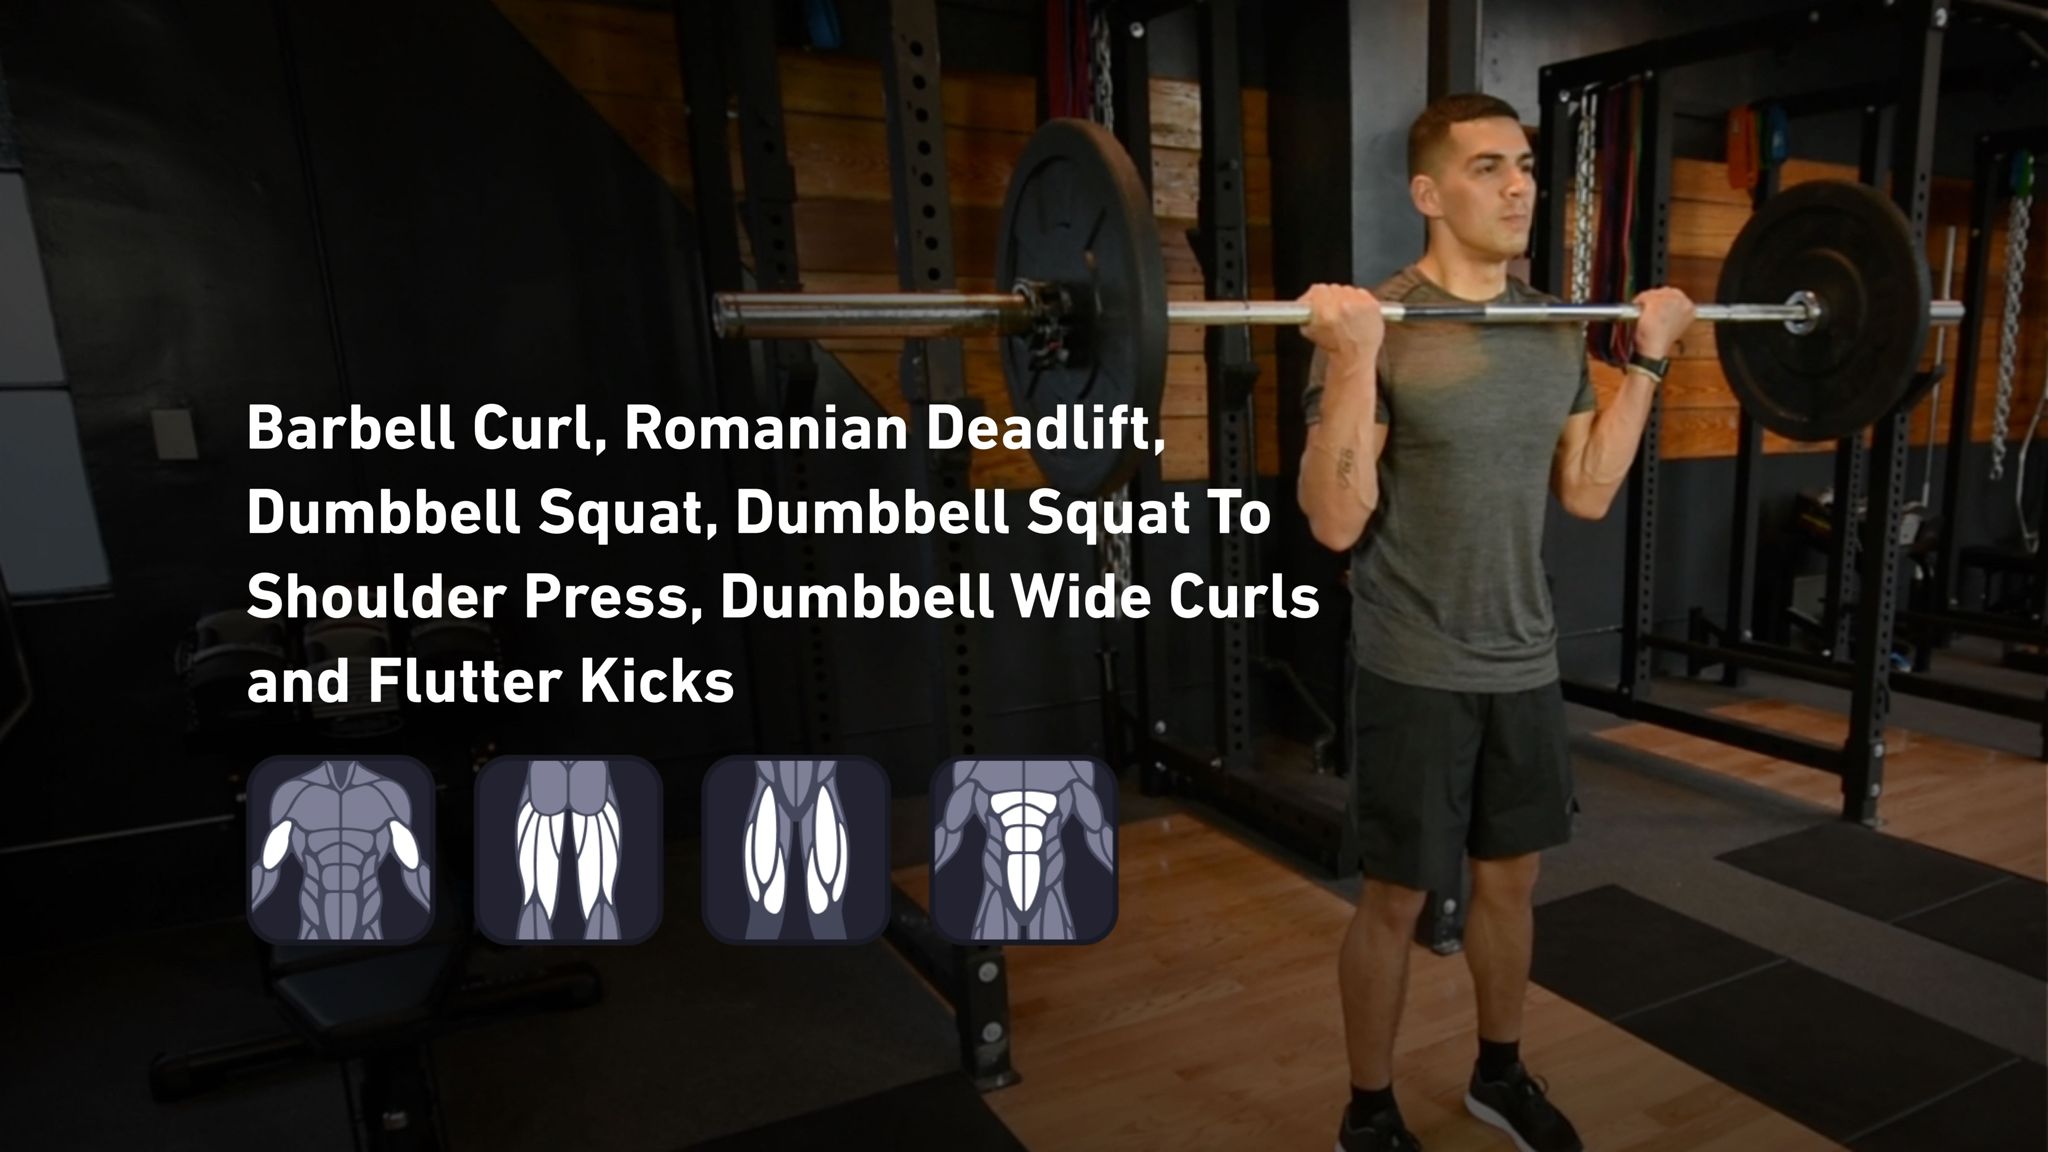 Barbell Curl, Romanian Deadlift,
Dumbbell Squat, Dumbbell Squat To
Shoulder Press, Dumbbell Wide Curls
and Flutter Kicks